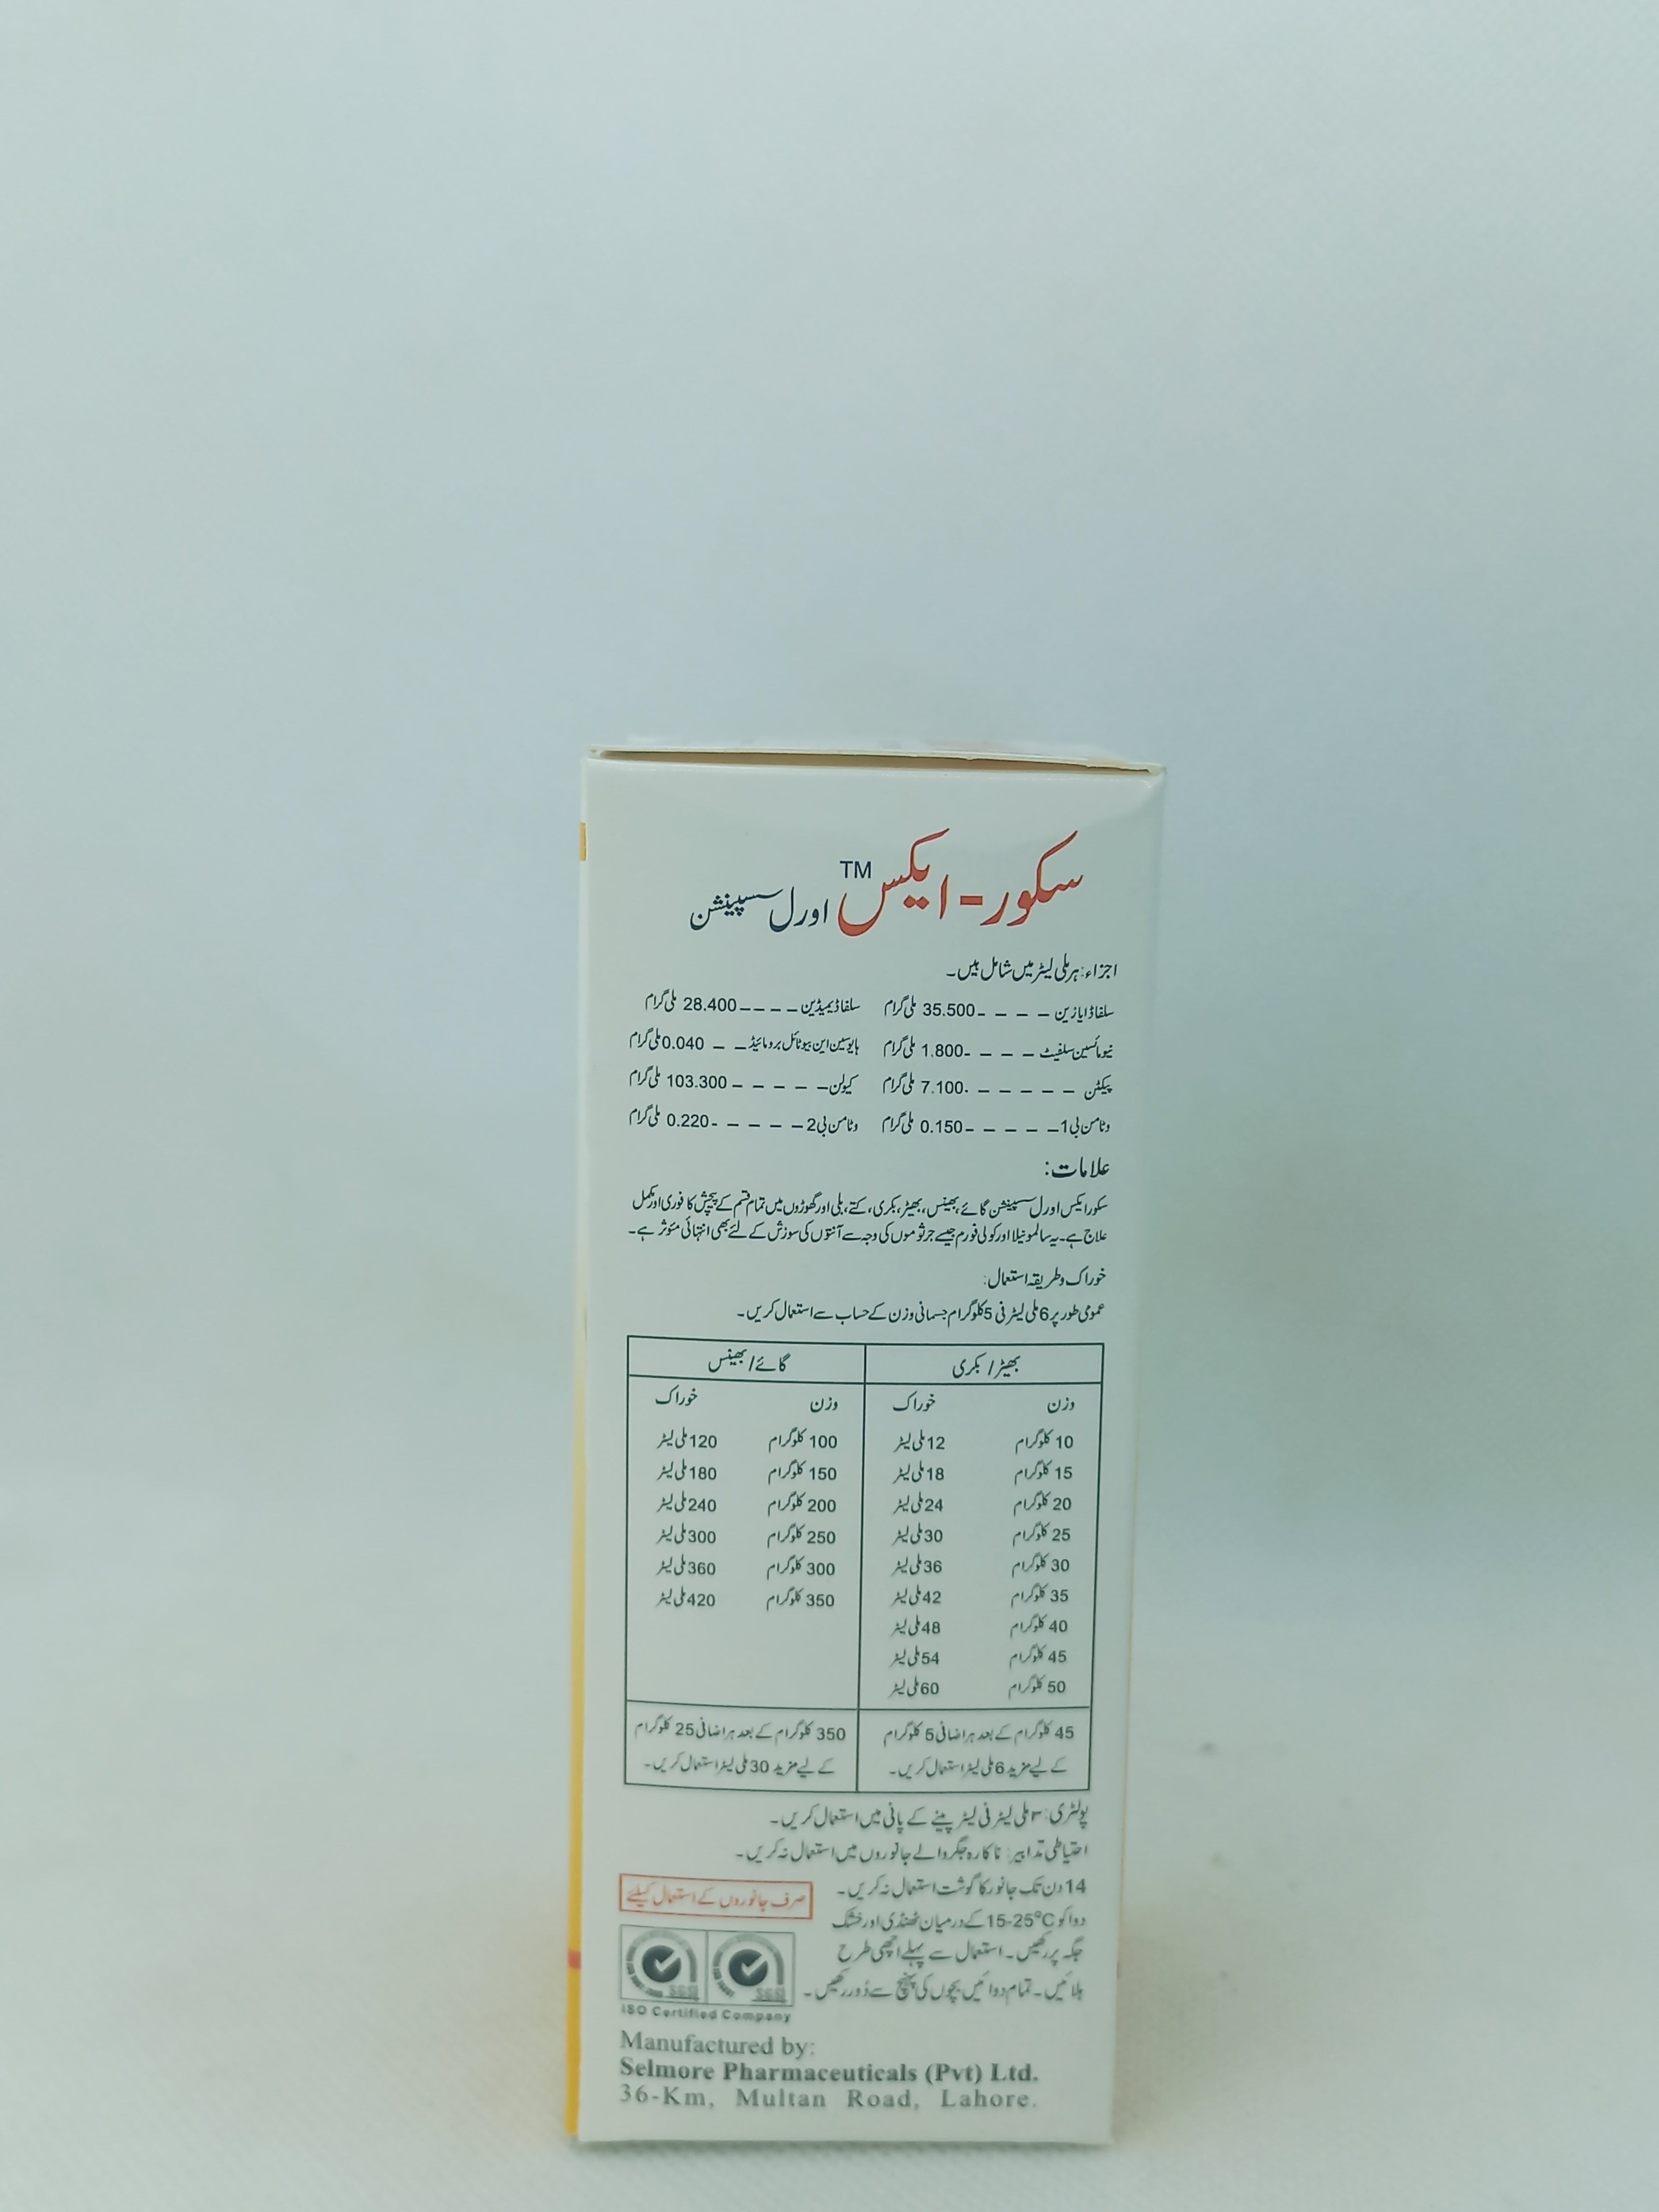 سکور-ایکس™ اورل سسپینشن
اجزاء: ہر ملی لیٹر میں شامل ہیں۔
سلفاڈایازین ـ ـ ـ ـ 35.500 ملی گرام سلفاڈیمیڈین ـ ـ ـ ـ 28.400 ملی گرام
نیومائسین سلفیٹ ـ ـ ـ ـ 1.800 ملی گرام ہایوسین این بیوٹائل برومائیڈ ـ ـ 0.040 ملی گرام
پیکٹن ـ ـ ـ ـ ـ 7.100 ملی گرام کیولن ـ ـ ـ ـ ـ 103.300 ملی گرام
وٹامن بی1 ـ ـ ـ ـ ـ 0.150 ملی گرام وٹامن بی2 ـ ـ ـ ـ ـ 0.220 ملی گرام
علامات:
سکور ایکس اورل سسپینشن گائے، بھینس، بھیڑ، بکری، کتے، بلی اور گھوڑوں میں تمام قسم کے پیچش کا فوری اور مکمل
علاج ہے۔ یہ سالمونیلا اور کولی فورم جیسے جرثوموں کی وجہ سے آنتوں کی سوزش کے لئے بھی انتہائی مئوثر ہے۔
خوراک و طریقہ استعمال:
عمومی طور پر 6 ملی لیٹر فی 5 کلوگرام جسمانی وزن کے حساب سے استعمال کریں۔
بھیڑ/ بکری گائے/ بھینس
وزن خوراک وزن خوراک
10 کلوگرام 12 ملی لیٹر 100 کلوگرام 120 ملی لیٹر
15 کلوگرام 18 ملی لیٹر 150 کلوگرام 180 ملی لیٹر
20 کلوگرام 24 ملی لیٹر 200 کلوگرام 240 ملی لیٹر
25 کلوگرام 30 ملی لیٹر 250 کلوگرام 300 ملی لیٹر
30 کلوگرام 36 ملی لیٹر 300 کلوگرام 360 ملی لیٹر
35 کلوگرام 42 ملی لیٹر 350 کلوگرام 420 ملی لیٹر
40 کلوگرام 48 ملی لیٹر
45 کلوگرام 54 ملی لیٹر
50 کلوگرام 60 ملی لیٹر
45 کلوگرام کے بعد ہر اضافی 5 کلوگرام
کے لیے مزید 6 ملی لیٹر استعمال کریں۔
350 کلوگرام کے بعد ہر اضافی 25 کلوگرام
کے لیے مزید 30 ملی لیٹر استعمال کریں۔
پولٹری: ۳ ملی لیٹر فی لیٹر پینے کے پانی میں استعمال کریں۔
احتیاطی تدابیر: ناکارہ جگر والے جانوروں میں استعمال نہ کریں۔
14 دن تک جانور کا گوشت استعمال نہ کریں۔
دوا کو 15-25°C کے درمیان ٹھنڈی اور خشک
جگہ پر رکھیں۔ استعمال سے پہلے اچھی طرح
ہلائیں۔ تمام دوائیں بچوں کی پہنچ سے دُور رکھیں۔
صرف جانوروں کے استعمال کیلئے
SGS SGS
ISO Certified Company
Manufactured by:
Selmore Pharmaceuticals (Pvt) Ltd.
36-Km, Multan Road, Lahore.